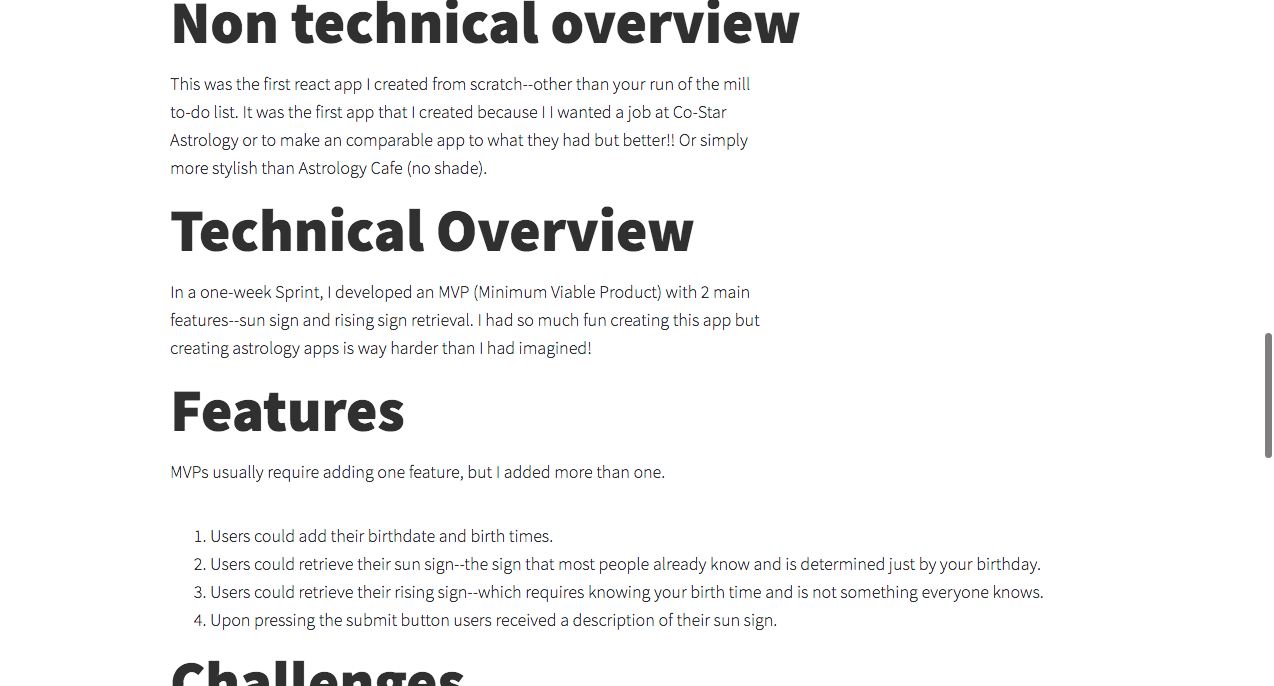 Non technical overview
This was the first react app I created from scratch--other than your run of the mill
to-do list. It was the first app that I created because I I wanted a job at Co-Star
Astrology or to make an comparable app to what they had but better!! Or simply
more stylish than Astrology Cafe (no shade).
Technical Overview
In a one-week Sprint, I developed an MVP (Minimum Viable Product) with 2 main
features--sun sign and rising sign retrieval. I had so much fun creating this app but
creating astrology apps is way harder than I had imagined!
Features
MVPs usually require adding one feature, but I added more than one.
1. Users could add their birthdate and birth times.
2. Users could retrieve their sun sign--the sign that most people already know and is determined just by your birthday.
3. Users could retrieve their rising sign--which requires knowing your birth time and is not something everyone knows.
4. Upon pressing the submit button users received a description of their sun sign.
Challenges